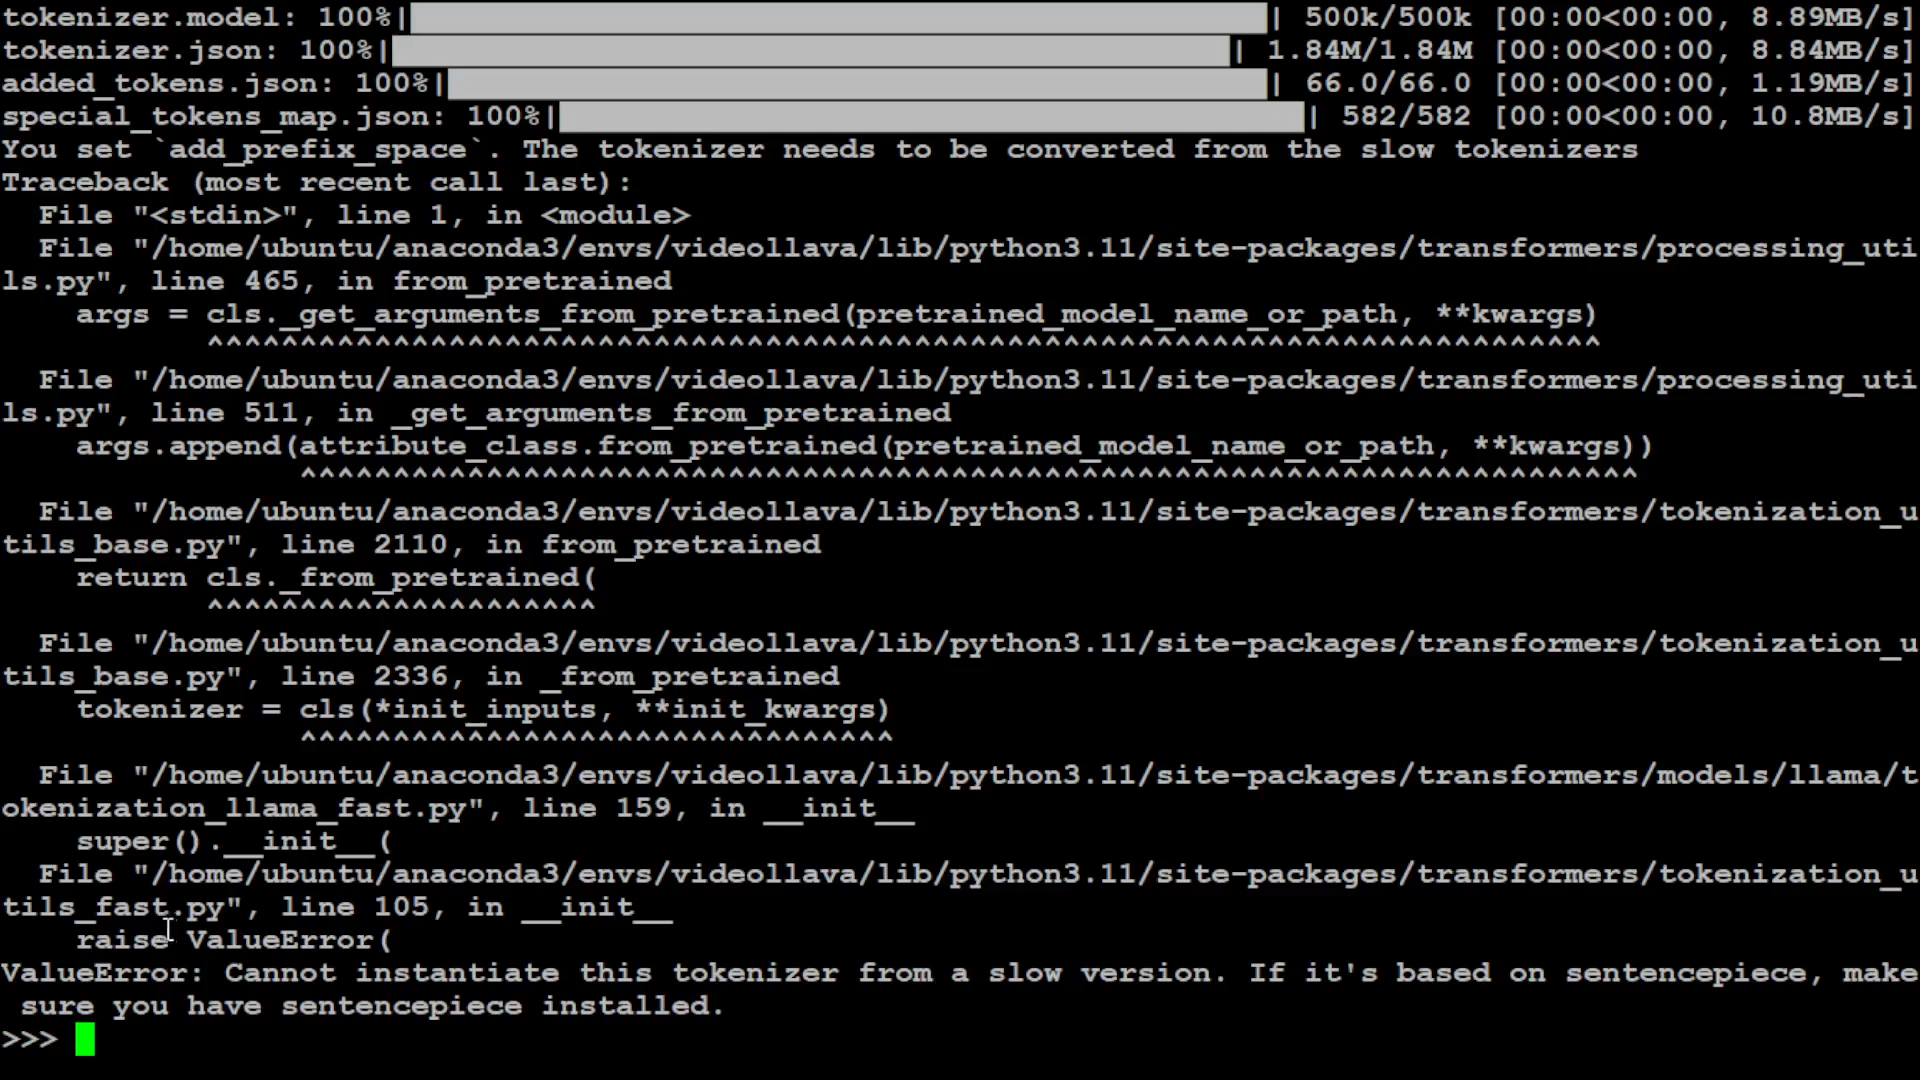 tokenizer.model: 100%| | 500k/500k [00:00<00:00, 8.89MB/s]
tokenizer.json: 100%| | 1.84M/1.84M [00:00<00:00, 8.84MB/s]
added_tokens.json: 100%| | 66.0/66.0 [00:00<00:00, 1.19MB/s]
special_tokens_map.json: 100%| | 582/582 [00:00<00:00, 10.8MB/s]
You set `add_prefix_space`. The tokenizer needs to be converted from the slow tokenizers
Traceback (most recent call last):
  File "<stdin>", line 1, in <module>
  File "/home/ubuntu/anaconda3/envs/videollava/lib/python3.11/site-packages/transformers/processing_uti
ls.py", line 465, in from_pretrained
    args = cls._get_arguments_from_pretrained(pretrained_model_name_or_path, **kwargs)
           ^^^^^^^^^^^^^^^^^^^^^^^^^^^^^^^^^^^^^^^^^^^^^^^^^^^^^^^^^^^^^^^^^^^^^^^^^^^
  File "/home/ubuntu/anaconda3/envs/videollava/lib/python3.11/site-packages/transformers/processing_uti
ls.py", line 511, in _get_arguments_from_pretrained
    args.append(attribute_class.from_pretrained(pretrained_model_name_or_path, **kwargs))
                ^^^^^^^^^^^^^^^^^^^^^^^^^^^^^^^^^^^^^^^^^^^^^^^^^^^^^^^^^^^^^^^^^^^^^^^^
  File "/home/ubuntu/anaconda3/envs/videollava/lib/python3.11/site-packages/transformers/tokenization_u
tils_base.py", line 2110, in from_pretrained
    return cls._from_pretrained(
           ^^^^^^^^^^^^^^^^^^^^^
  File "/home/ubuntu/anaconda3/envs/videollava/lib/python3.11/site-packages/transformers/tokenization_u
tils_base.py", line 2336, in _from_pretrained
    tokenizer = cls(*init_inputs, **init_kwargs)
                ^^^^^^^^^^^^^^^^^^^^^^^^^^^^^^^^
  File "/home/ubuntu/anaconda3/envs/videollava/lib/python3.11/site-packages/transformers/models/llama/t
okenization_llama_fast.py", line 159, in __init__
    super().__init__(
  File "/home/ubuntu/anaconda3/envs/videollava/lib/python3.11/site-packages/transformers/tokenization_u
tils_fast.py", line 105, in __init__
    raise ValueError(
ValueError: Cannot instantiate this tokenizer from a slow version. If it's based on sentencepiece, make
 sure you have sentencepiece installed.
>>>